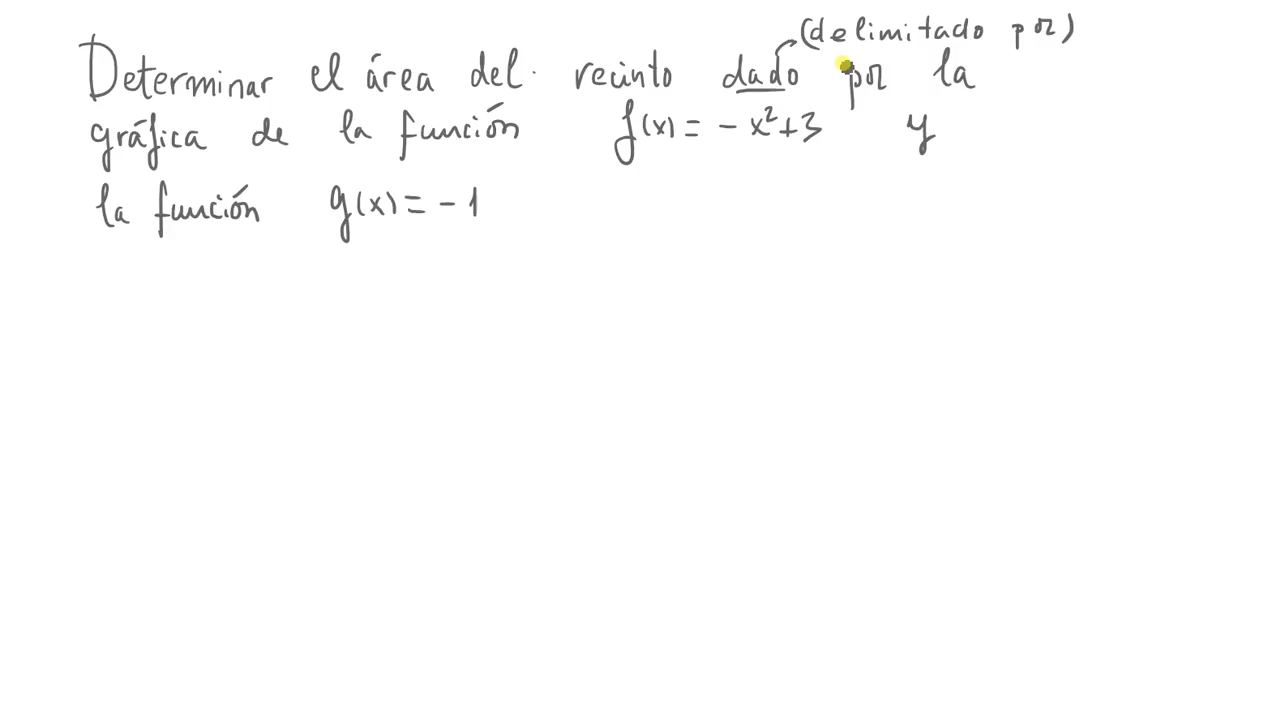 (delimitado por)
Determinar el área del recinto dado por la
gráfica de la función f(x) = -x²+3 y
la función g(x) = -1